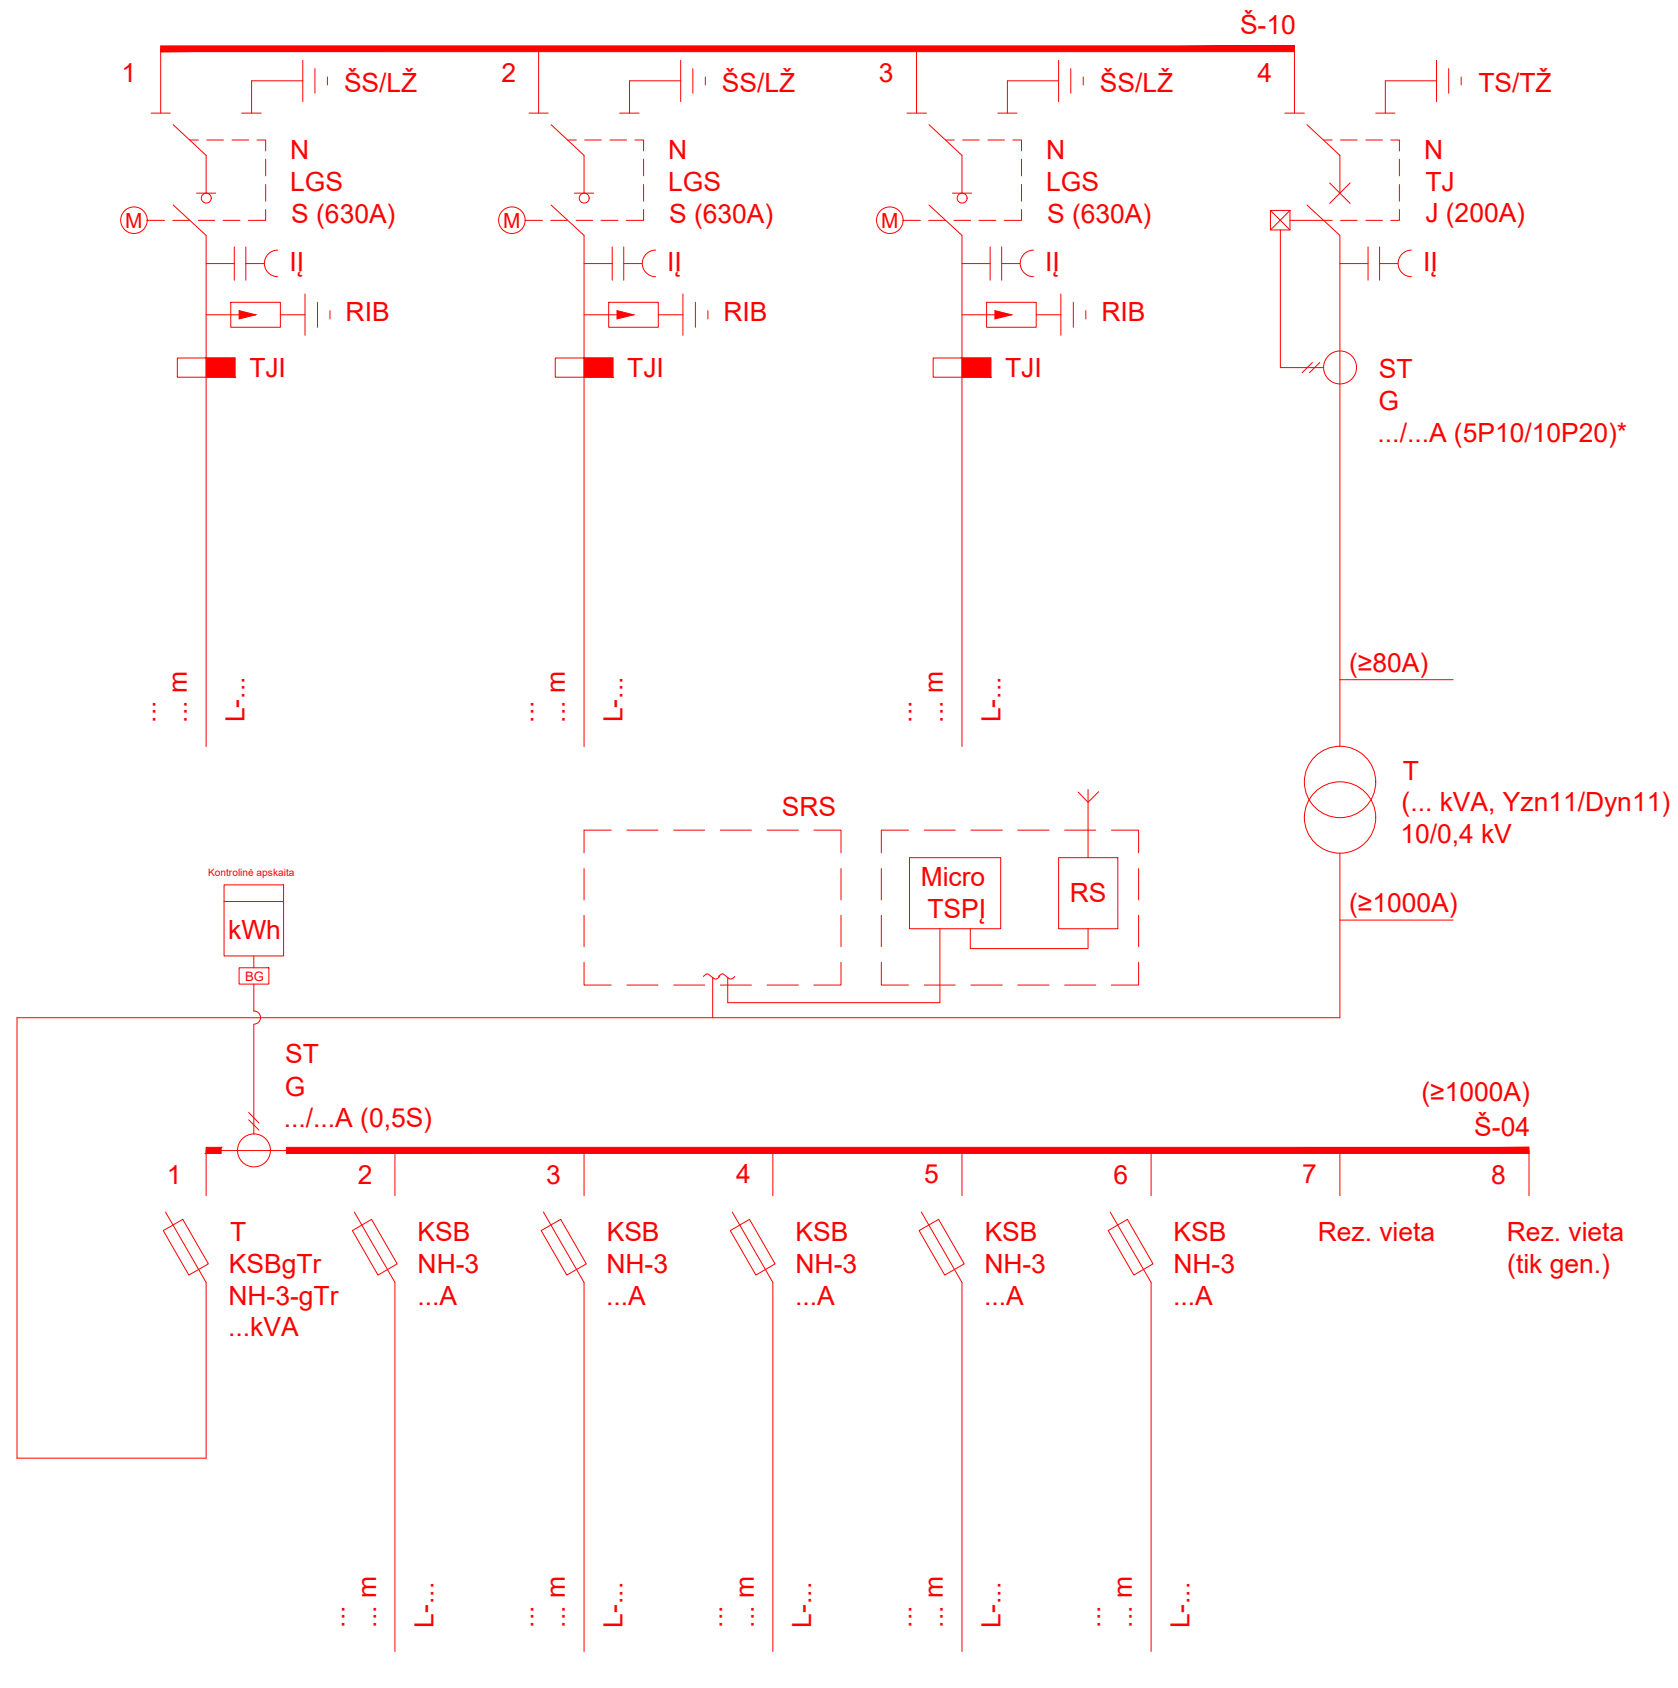 Š-10
1
ŠS/LŽ
2
ŠS/LŽ
3
ŠS/LŽ
4
TS/TŽ
N
LGS
S (630A)
M
IĮ
RIB
TJI
N
LGS
S (630A)
M
IĮ
RIB
TJI
N
LGS
S (630A)
M
IĮ
RIB
TJI
N
TJ
J (200A)
IĮ
ST
G
.../...A (5P10/10P20)*
...
... m
L-...
...
... m
L-...
...
... m
L-...
(≥80A)
T
(... kVA, Yzn11/Dyn11)
10/0,4 kV
(≥1000A)
SRS
Micro
TSPĮ
RS
Kontrolinė apskaita
kWh
BG
ST
G
.../...A (0,5S)
(≥1000A)
Š-04
1
2
3
4
5
6
7
8
T
KSBgTr
NH-3-gTr
...kVA
KSB
NH-3
...A
KSB
NH-3
...A
KSB
NH-3
...A
KSB
NH-3
...A
KSB
NH-3
...A
Rez. vieta
Rez. vieta
(tik gen.)
...
... m
L-...
...
... m
L-...
...
... m
L-...
...
... m
L-...
...
... m
L-...